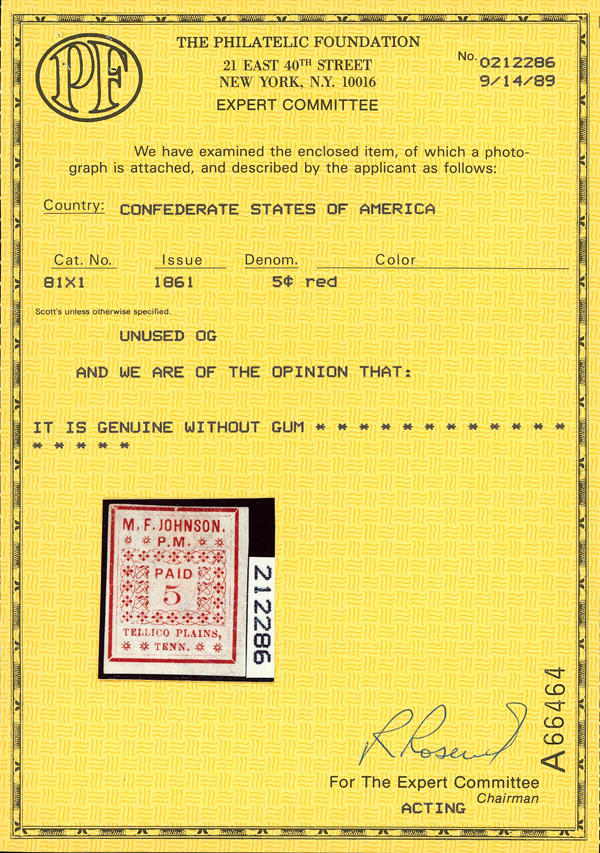 PF
THE PHILATELIC FOUNDATION
21 EAST 40TH STREET
NEW YORK, N.Y. 10016
EXPERT COMMITTEE
No. 0212286
9/14/89
We have examined the enclosed item, of which a photo-
graph is attached, and described by the applicant as follows:
Country: CONFEDERATE STATES OF AMERICA
Cat. No. Issue Denom. Color
81X1 1861 5¢ red
Scott's unless otherwise specified.
UNUSED OG
AND WE ARE OF THE OPINION THAT:
IT IS GENUINE WITHOUT GUM * * * * * * * * * * * *
* * * * *
M. F. JOHNSON,
* * P.M. * *
PAID
5
TELLICO PLAINS,
* * TENN. * *
212286
For The Expert Committee
Chairman
ACTING
A66464